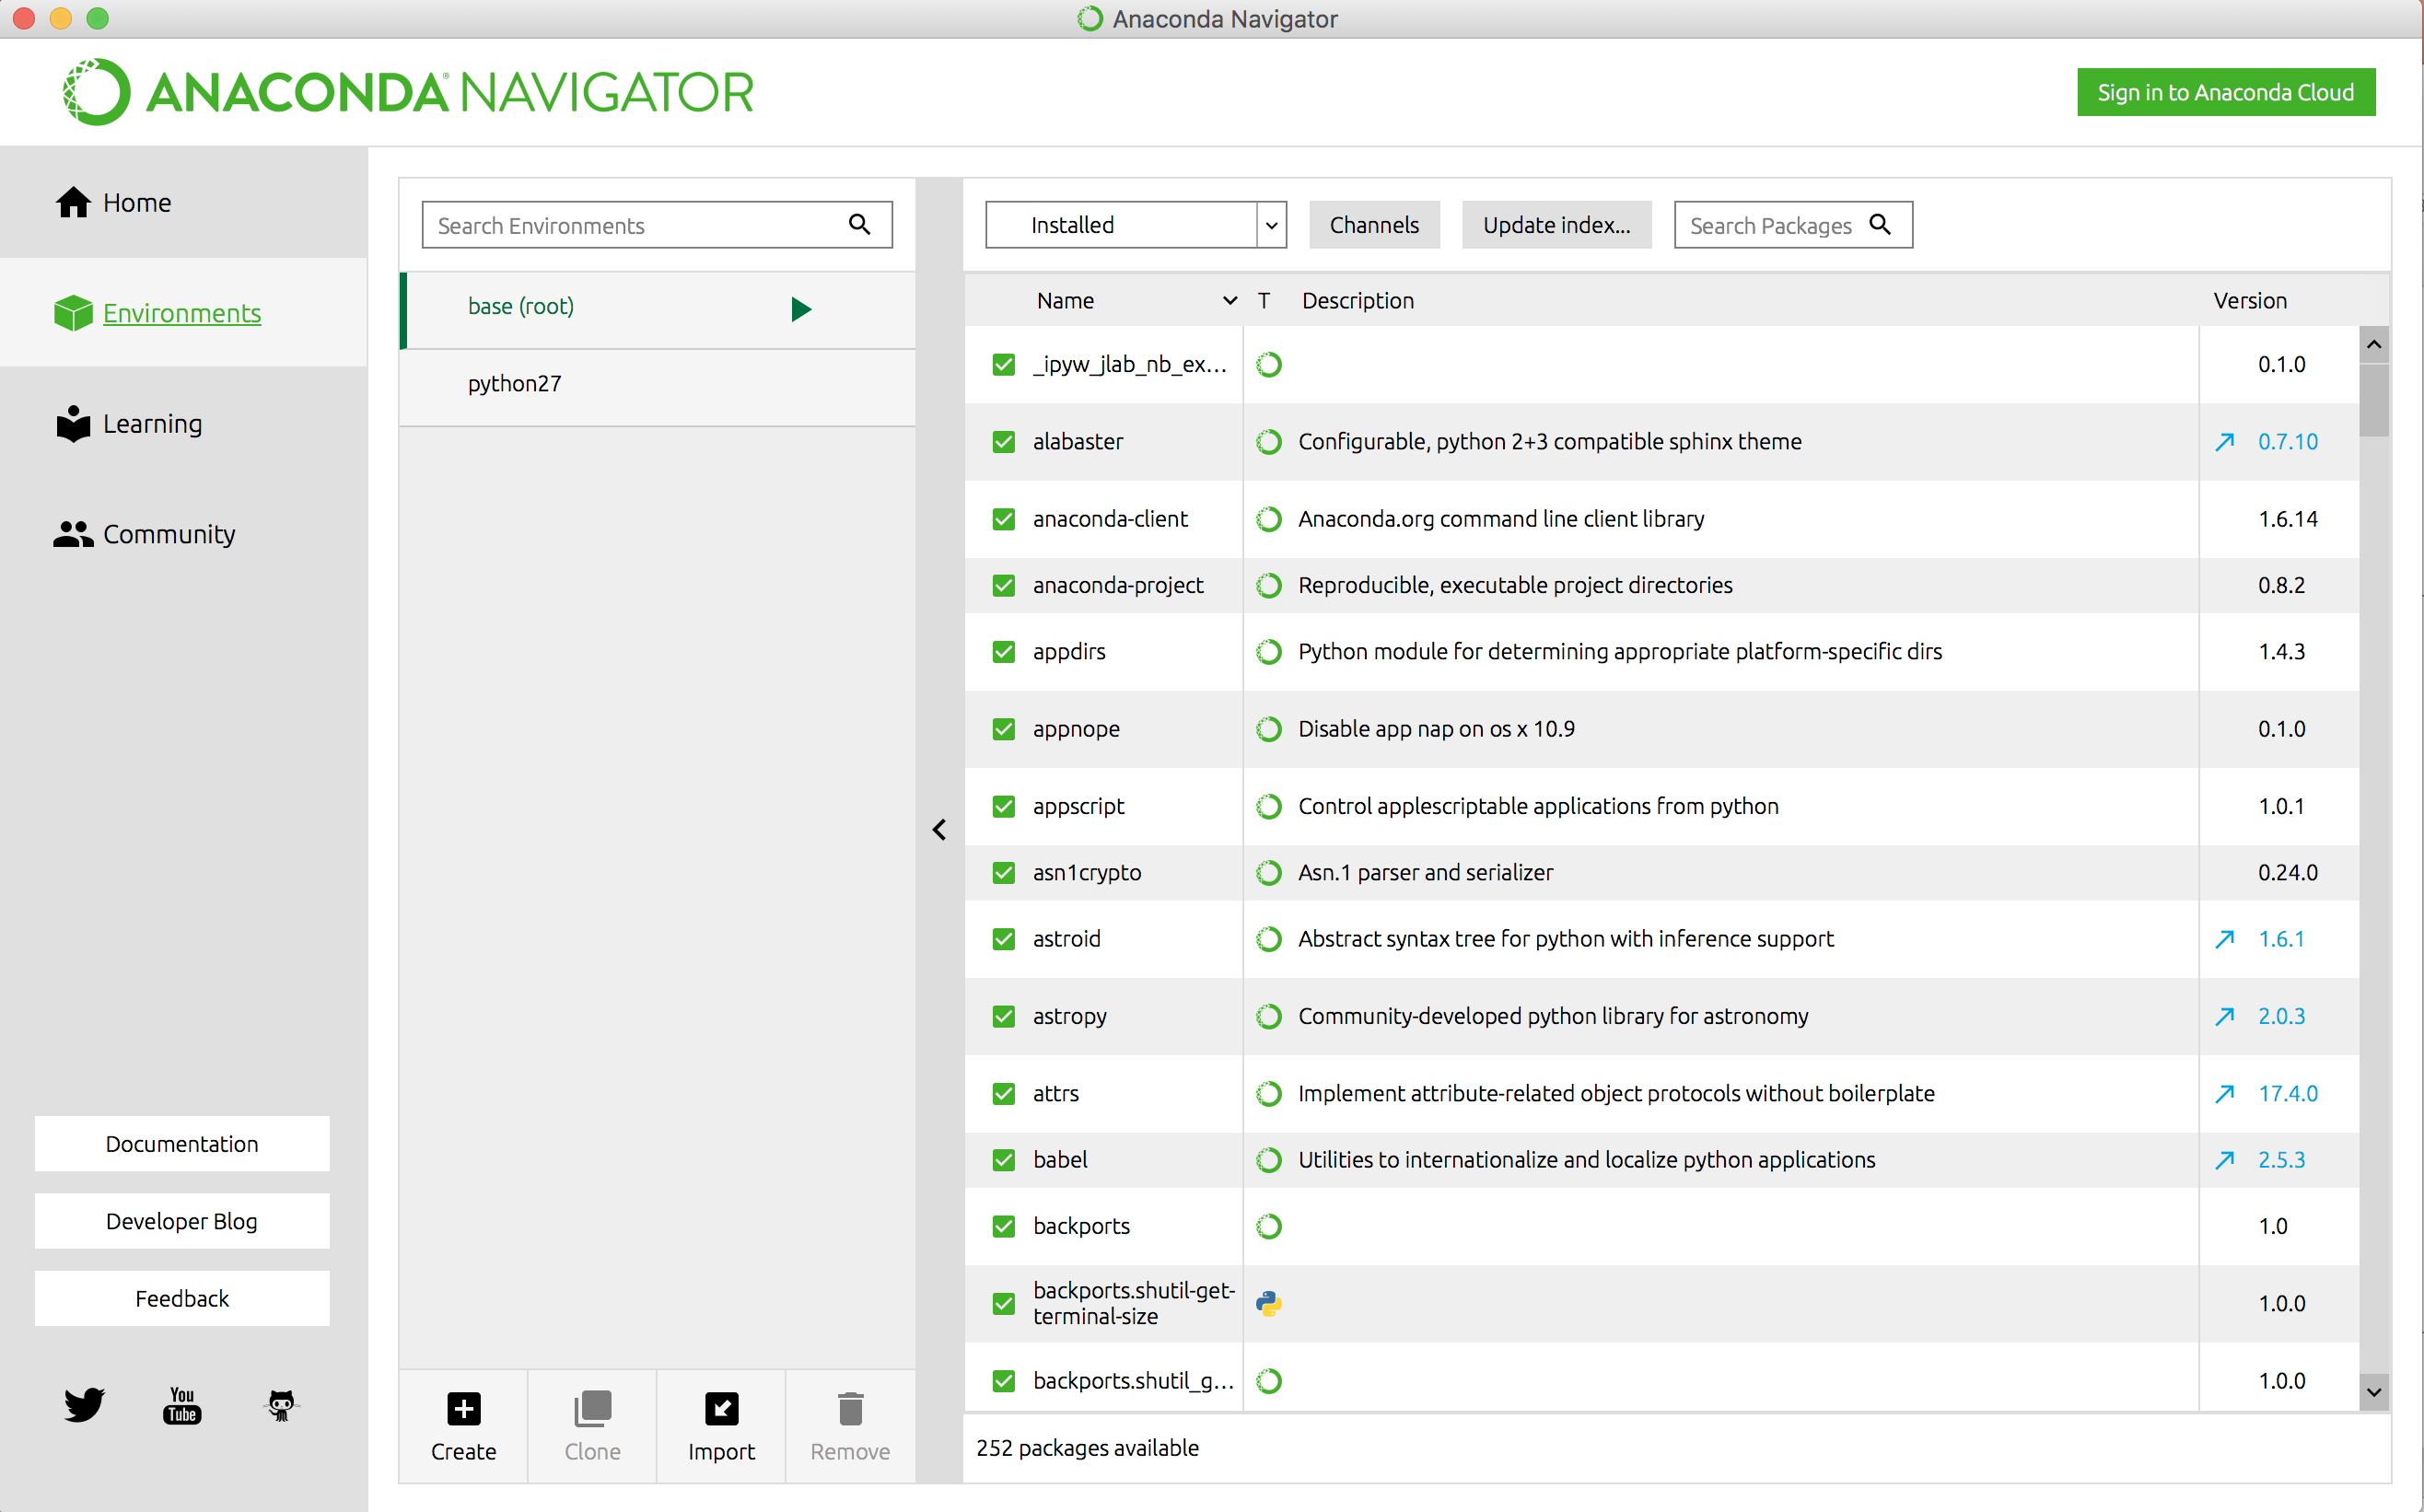 Anaconda Navigator
ANACONDA® NAVIGATOR
Sign in to Anaconda Cloud
Home
Environments
Learning
Community
Documentation
Developer Blog
Feedback
You
Tube
Search Environments
base (root)
python27
Create
Clone
Import
Remove
Installed
Channels
Update index...
Search Packages
Name T Description Version
_ipyw_jlab_nb_ex... 0.1.0
alabaster Configurable, python 2+3 compatible sphinx theme 0.7.10
anaconda-client Anaconda.org command line client library 1.6.14
anaconda-project Reproducible, executable project directories 0.8.2
appdirs Python module for determining appropriate platform-specific dirs 1.4.3
appnope Disable app nap on os x 10.9 0.1.0
appscript Control applescriptable applications from python 1.0.1
asn1crypto Asn.1 parser and serializer 0.24.0
astroid Abstract syntax tree for python with inference support 1.6.1
astropy Community-developed python library for astronomy 2.0.3
attrs Implement attribute-related object protocols without boilerplate 17.4.0
babel Utilities to internationalize and localize python applications 2.5.3
backports 1.0
backports.shutil-get-
terminal-size 1.0.0
backports.shutil_g... 1.0.0
252 packages available